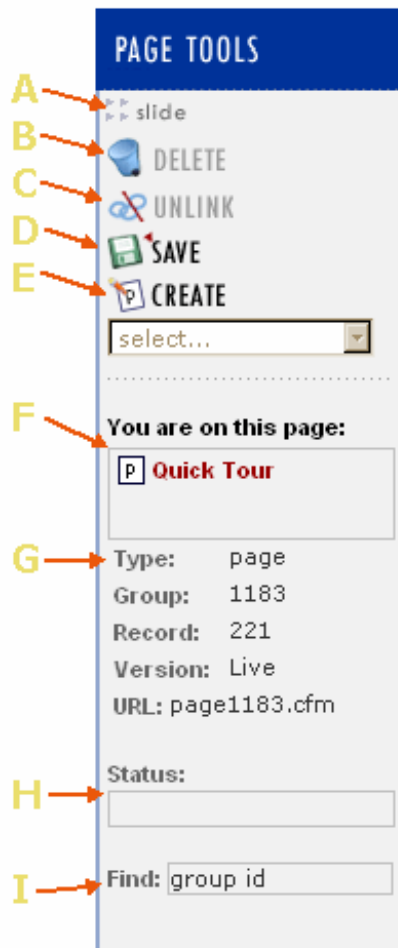 PAGE TOOLS
A slide
B DELETE
C UNLINK
D SAVE
E P CREATE
select...
F You are on this page:
P Quick Tour
G Type: page
Group: 1183
Record: 221
Version: Live
URL: page1183.cfm
Status:
H
I Find: group id